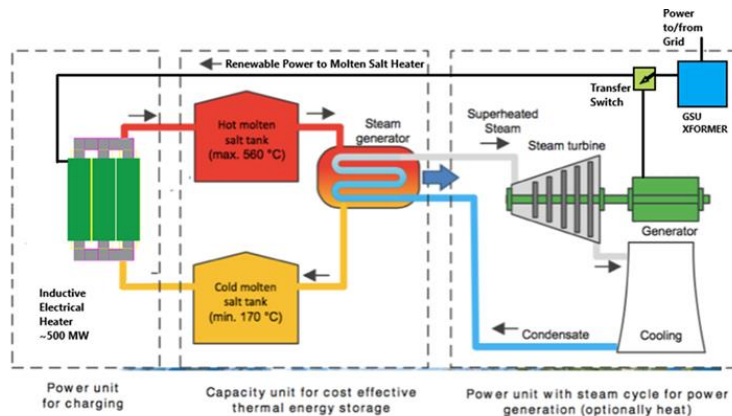 Power
to/from
Grid
Renewable Power to Molten Salt Heater
Transfer
Switch
GSU
XFORMER
Hot molten
salt tank
(max. 560 °C)
Steam
generator
Superheated
Steam
Steam turbine
Generator
Inductive
Electrical
Heater
~500 MW
Cold molten
salt tank
(min. 170 °C)
Condensate
Cooling
Power unit
for charging
Capacity unit for cost effective
thermal energy storage
Power unit with steam cycle for power
generation (optionally heat)